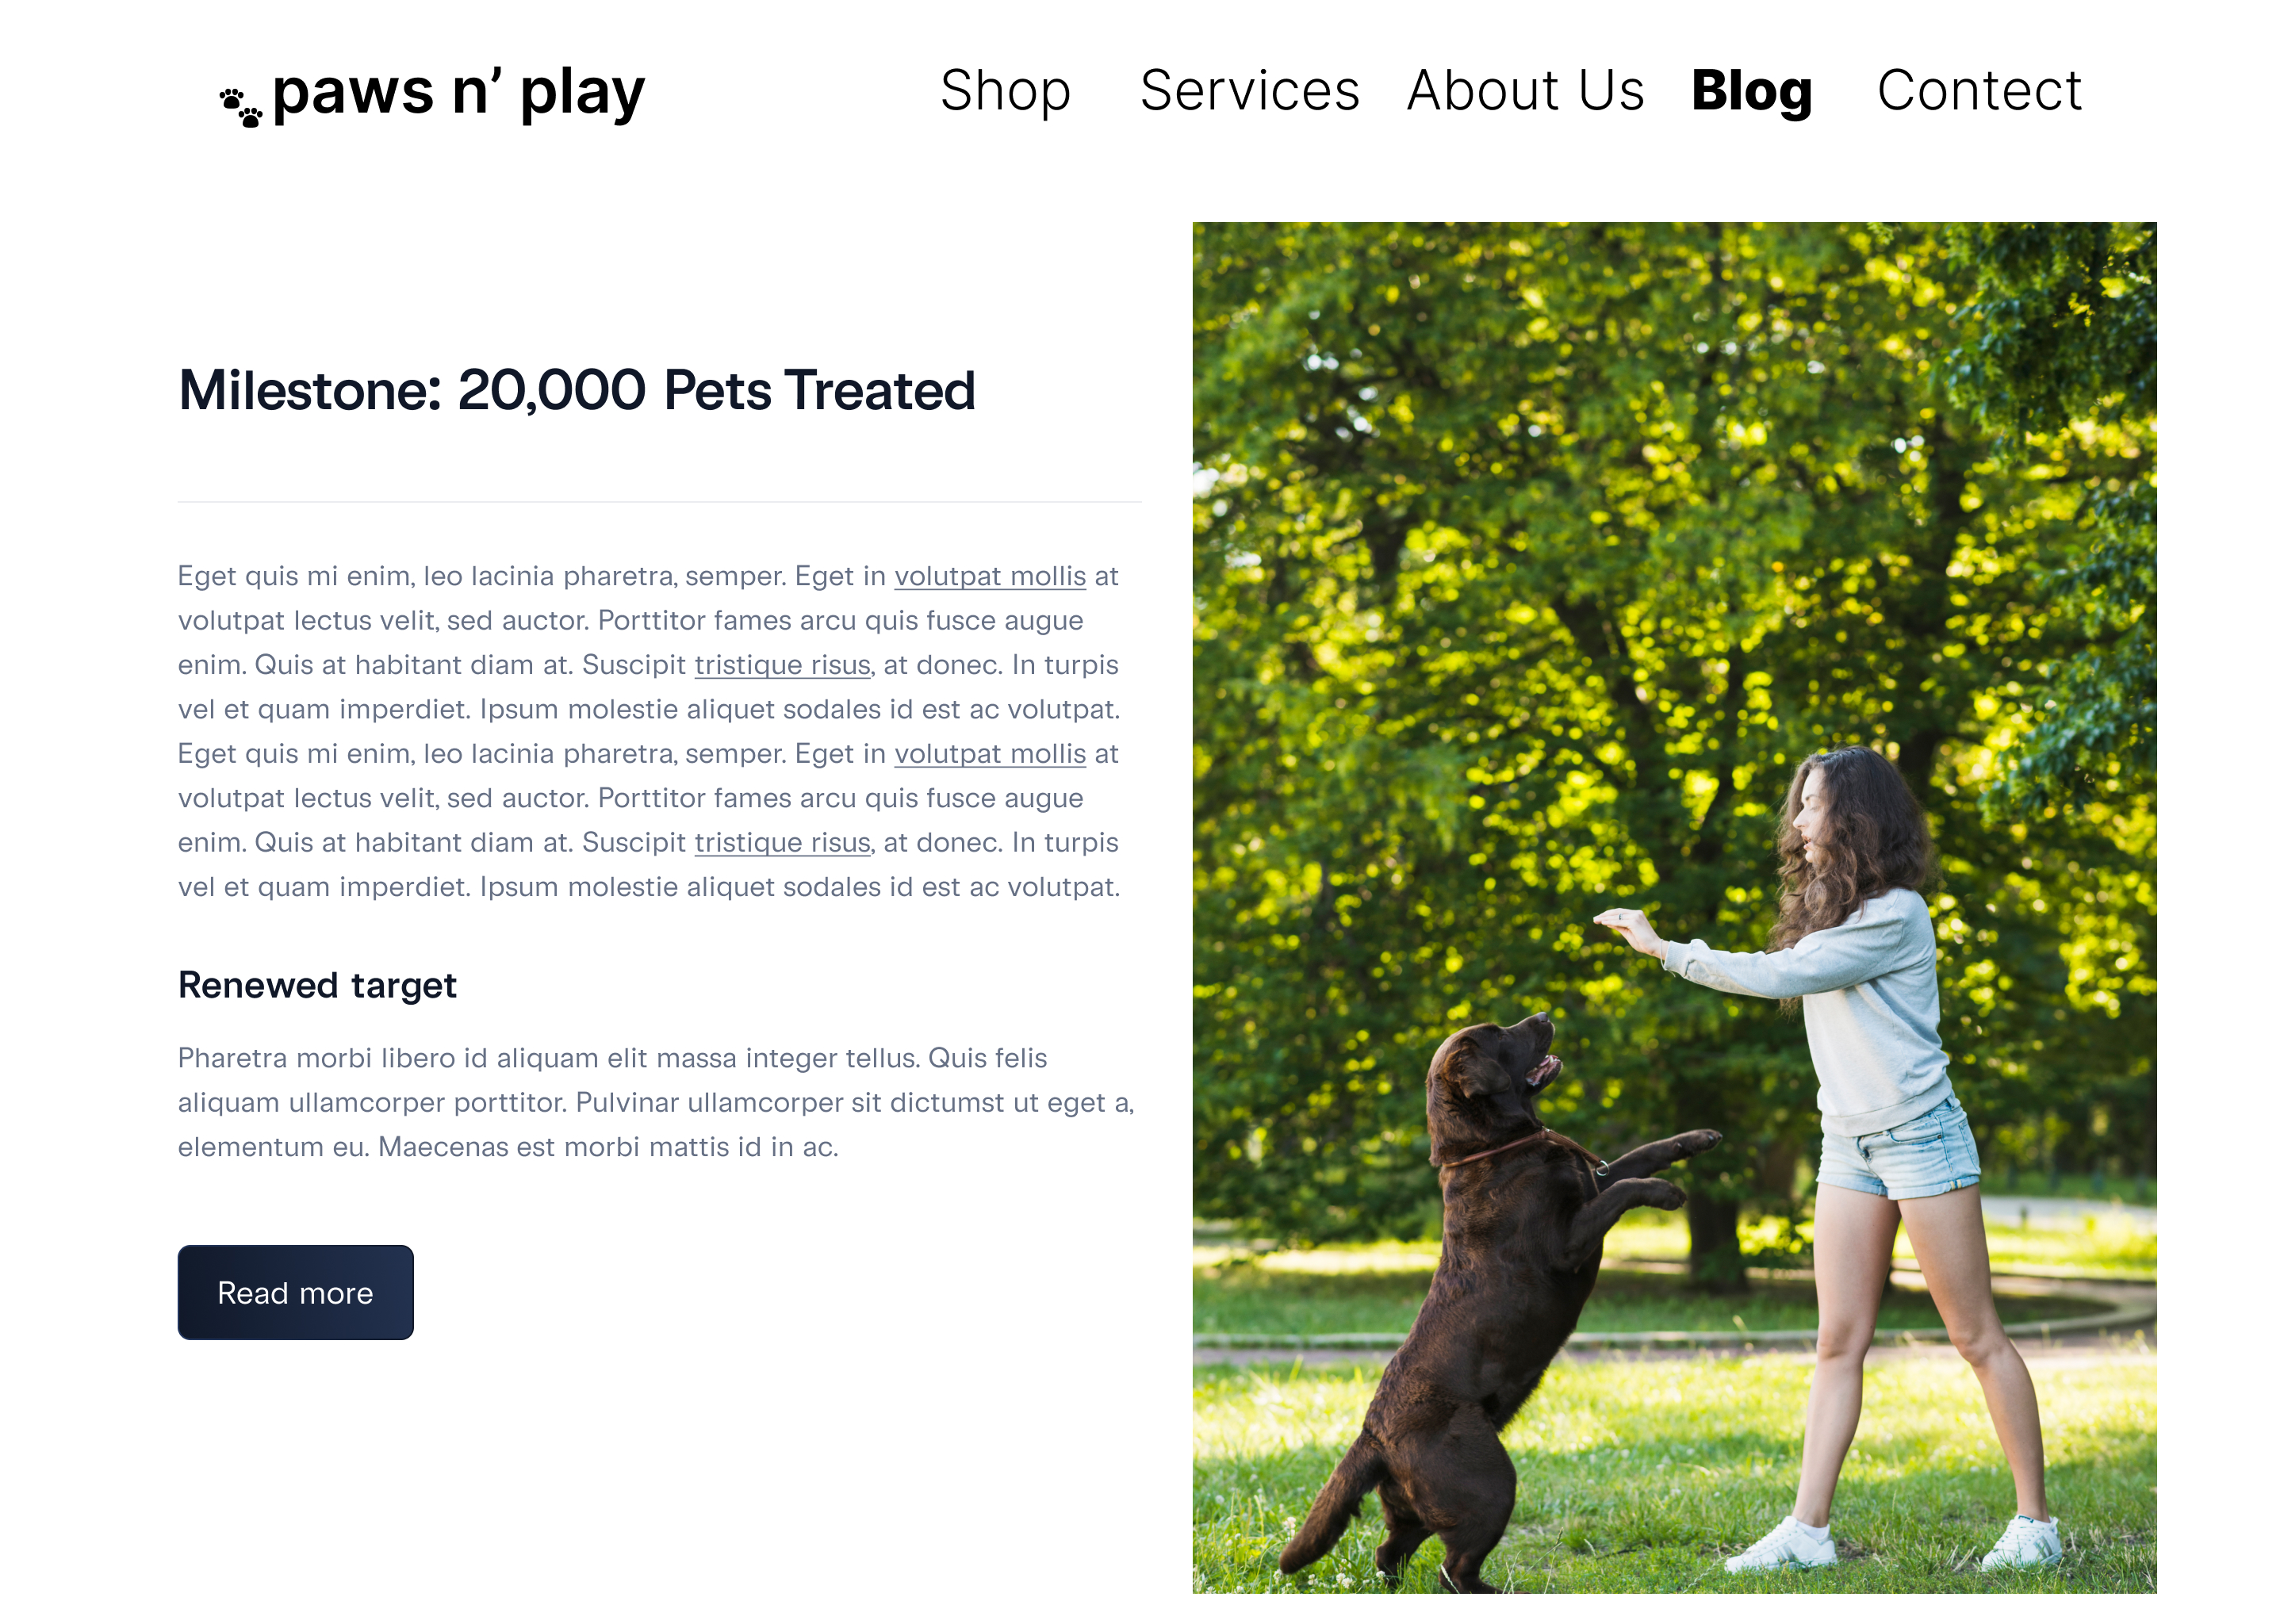 paws n’ play
Shop Services About Us Blog Contect
Milestone: 20,000 Pets Treated
Eget quis mi enim, leo lacinia pharetra, semper. Eget in volutpat mollis at
volutpat lectus velit, sed auctor. Porttitor fames arcu quis fusce augue
enim. Quis at habitant diam at. Suscipit tristique risus, at donec. In turpis
vel et quam imperdiet. Ipsum molestie aliquet sodales id est ac volutpat.
Eget quis mi enim, leo lacinia pharetra, semper. Eget in volutpat mollis at
volutpat lectus velit, sed auctor. Porttitor fames arcu quis fusce augue
enim. Quis at habitant diam at. Suscipit tristique risus, at donec. In turpis
vel et quam imperdiet. Ipsum molestie aliquet sodales id est ac volutpat.
Renewed target
Pharetra morbi libero id aliquam elit massa integer tellus. Quis felis
aliquam ullamcorper porttitor. Pulvinar ullamcorper sit dictumst ut eget a,
elementum eu. Maecenas est morbi mattis id in ac.
Read more